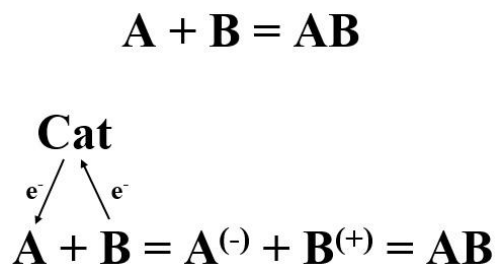 A + B = AB
Cat
e⁻ e⁻
A + B = A⁽⁻⁾ + B⁽⁺⁾ = AB